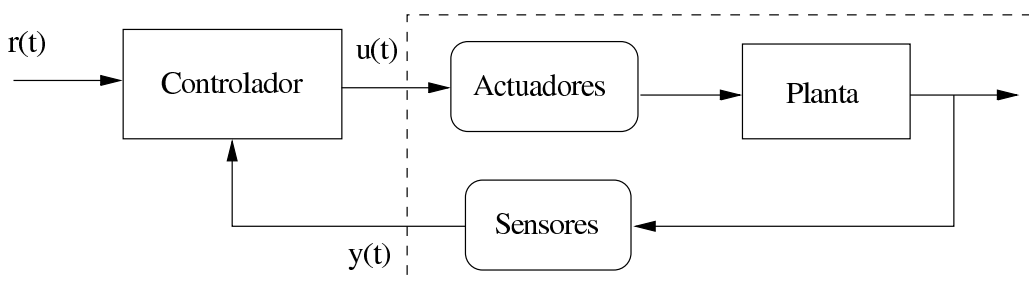 r(t)
Controlador
u(t)
Actuadores
Planta
Sensores
y(t)